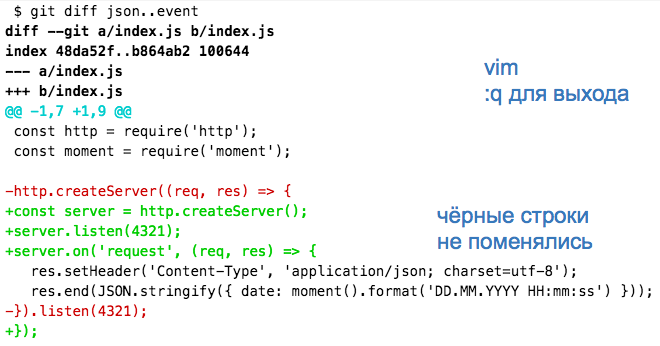 $ git diff json..event
diff --git a/index.js b/index.js
index 48da52f..b864ab2 100644
--- a/index.js
+++ b/index.js
@@ -1,7 +1,9 @@
 const http = require('http');
 const moment = require('moment');

-http.createServer((req, res) => {
+const server = http.createServer();
+server.listen(4321);
+server.on('request', (req, res) => {
   res.setHeader('Content-Type', 'application/json; charset=utf-8');
   res.end(JSON.stringify({ date: moment().format('DD.MM.YYYY HH:mm:ss') }));
-}).listen(4321);
+});
vim
:q для выхода
чёрные строки
не поменялись